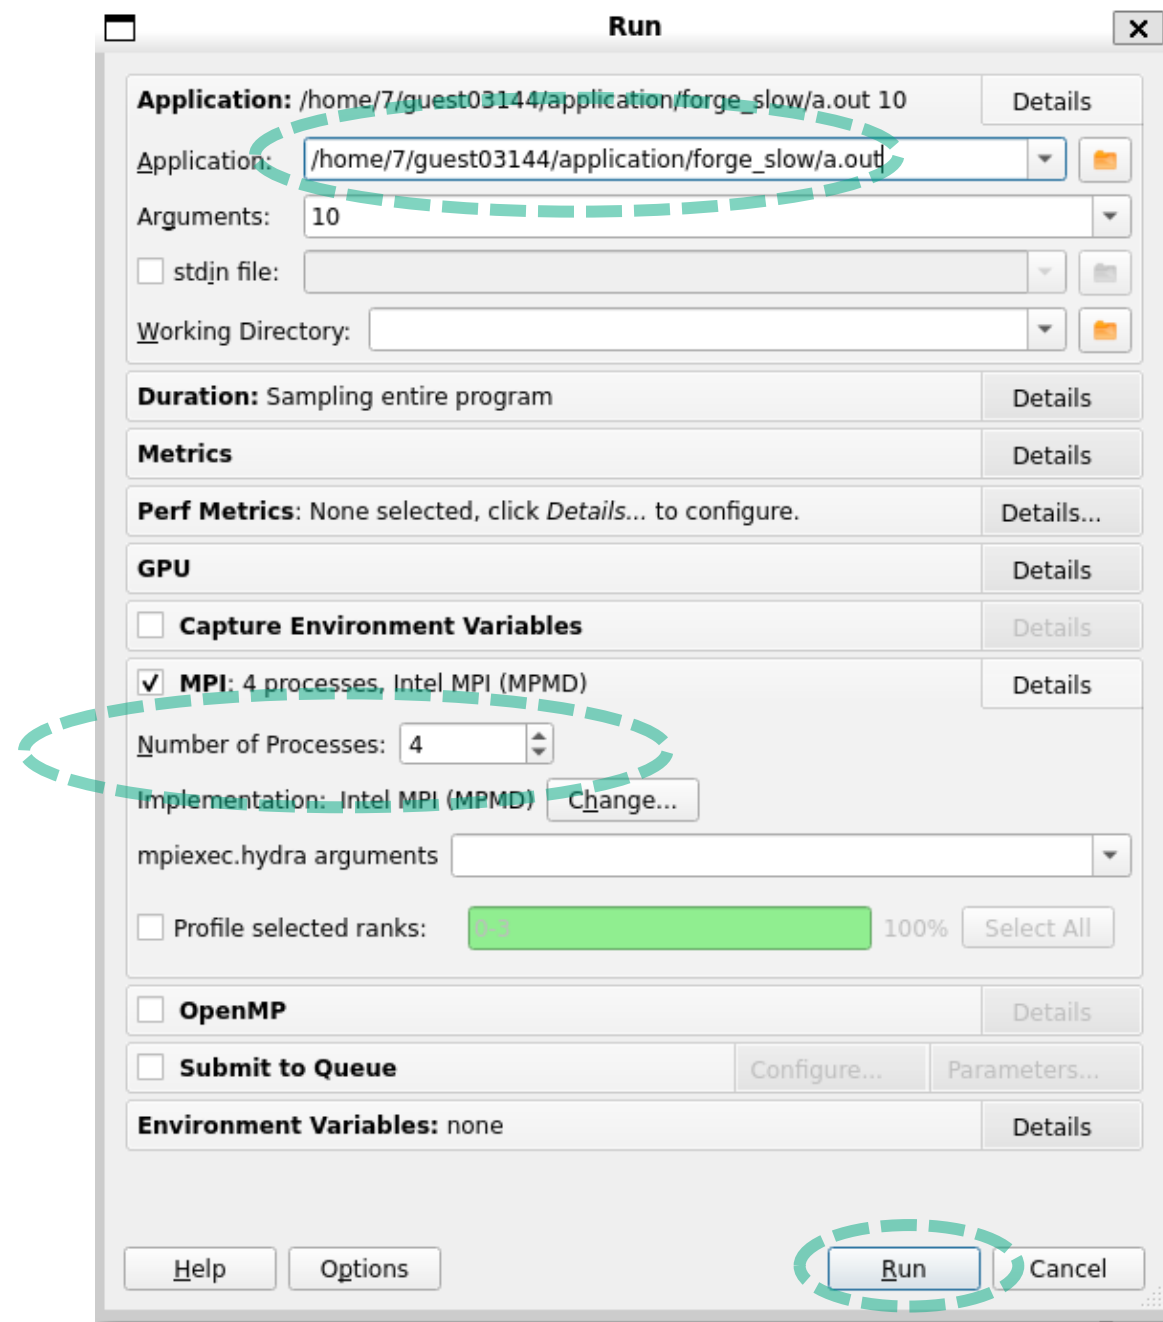 Run
Application: /home/7/guest03144/application/forge_slow/a.out 10 Details
Application: /home/7/guest03144/application/forge_slow/a.out
Arguments: 10
stdin file:
Working Directory:
Duration: Sampling entire program Details
Metrics Details
Perf Metrics: None selected, click Details... to configure. Details...
GPU Details
Capture Environment Variables Details
MPI: 4 processes, Intel MPI (MPMD) Details
Number of Processes: 4
Implementation: Intel MPI (MPMD) Change...
mpiexec.hydra arguments
Profile selected ranks: 0-3 100% Select All
OpenMP Details
Submit to Queue Configure... Parameters...
Environment Variables: none Details
Help Options Run Cancel